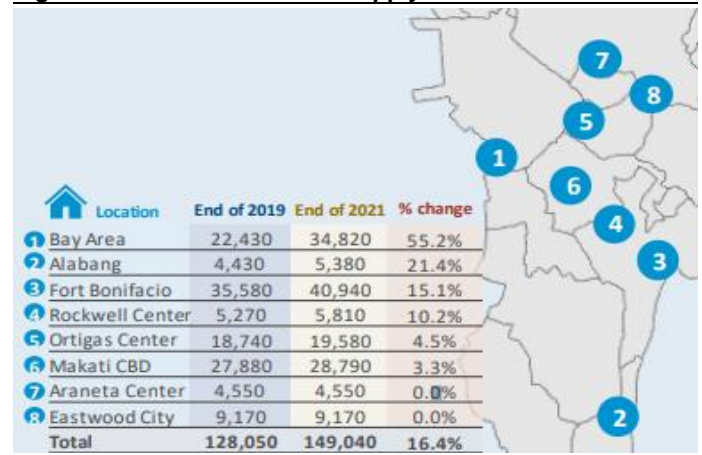 7
8
5
1
6
4
3
2
Location End of 2019 End of 2021 % change
1 Bay Area 22,430 34,820 55.2%
2 Alabang 4,430 5,380 21.4%
3 Fort Bonifacio 35,580 40,940 15.1%
4 Rockwell Center 5,270 5,810 10.2%
5 Ortigas Center 18,740 19,580 4.5%
6 Makati CBD 27,880 28,790 3.3%
7 Araneta Center 4,550 4,550 0.0%
8 Eastwood City 9,170 9,170 0.0%
Total 128,050 149,040 16.4%